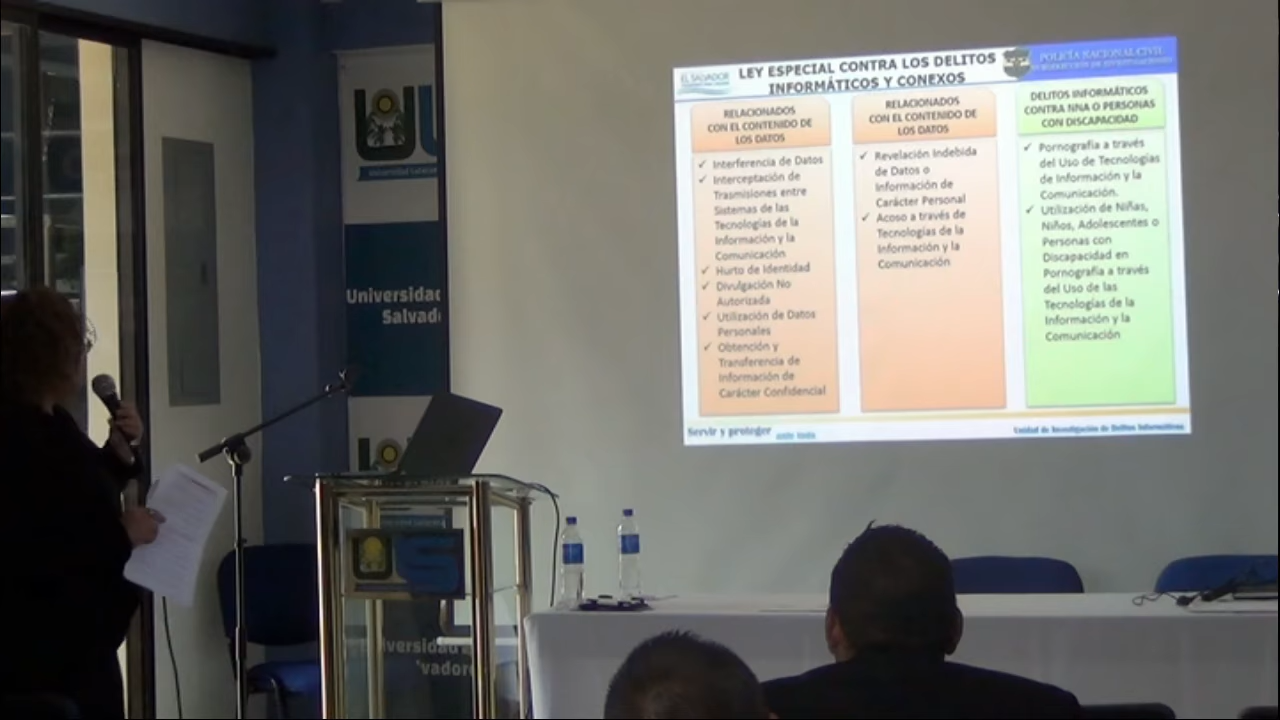 LEY ESPECIAL CONTRA LOS DELITOS
INFORMÁTICOS Y CONEXOS
EL SALVADOR
POLICÍA NACIONAL CIVIL
RELACIONADOS
CON EL CONTENIDO DE
LOS DATOS
✓ Interferencia de Datos
✓ Interceptación de
Trasmisiones entre
Sistemas de las
Tecnologías de la
Información y la
Comunicación
✓ Hurto de Identidad
✓ Divulgación No
Autorizada
✓ Utilización de Datos
Personales
✓ Obtención y
Transferencia de
Información de
Carácter Confidencial
RELACIONADOS
CON EL CONTENIDO DE
LOS DATOS
✓ Revelación Indebida
de Datos o
Información de
Carácter Personal
✓ Acoso a través de
Tecnologías de la
Información y la
Comunicación
DELITOS INFORMÁTICOS
CONTRA NNA O PERSONAS
CON DISCAPACIDAD
✓ Pornografía a través
del Uso de Tecnologías
de Información y la
Comunicación.
✓ Utilización de Niñas,
Niños, Adolescentes o
Personas con
Discapacidad en
Pornografía a través
del Uso de las
Tecnologías de la
Información y la
Comunicación
Servir y proteger
Unidad de Investigación de Delitos Informáticos
Universidad
Salvado
iversidad
vador